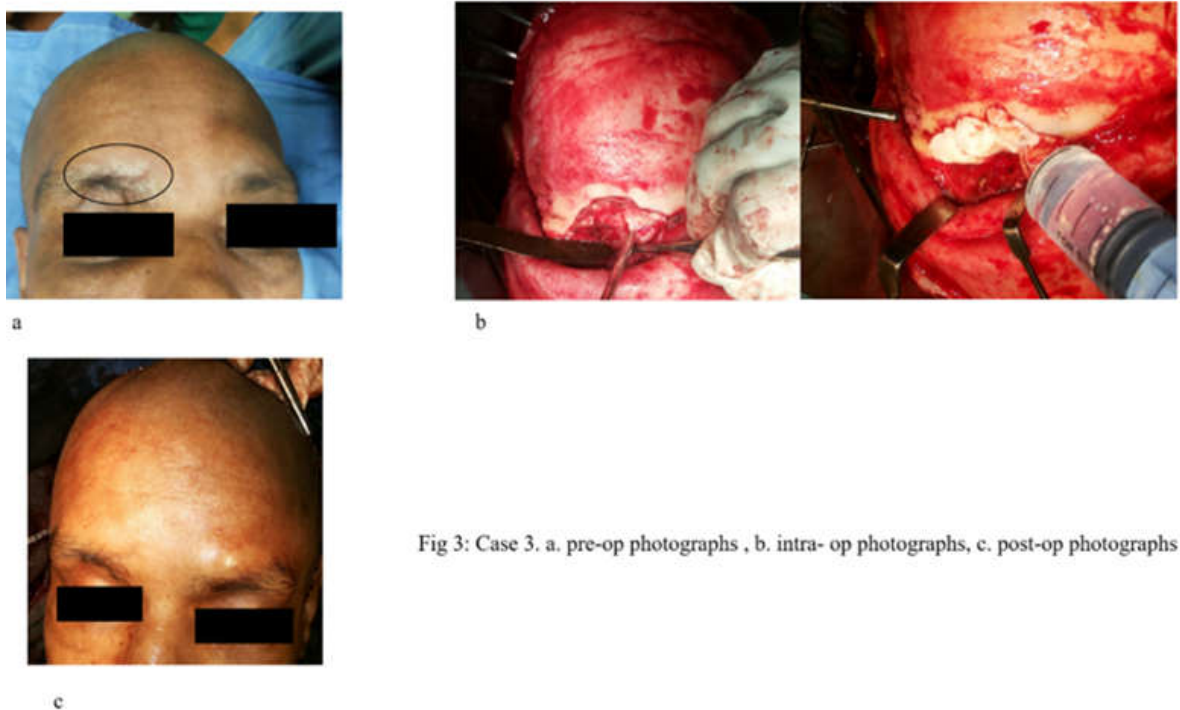 a
b
Fig 3: Case 3. a. pre-op photographs , b. intra- op photographs, c. post-op photographs
c